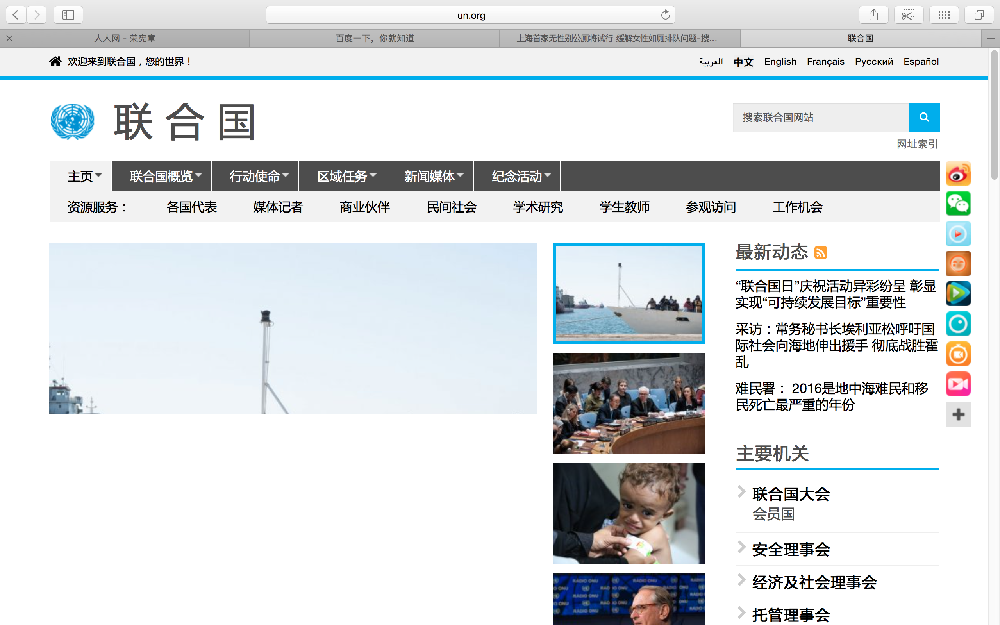 un.org
人人网 - 荣宪章
百度一下，你就知道
上海首家无性别公厕将试行 缓解女性如厕排队问题-搜...
联合国
欢迎来到联合国，您的世界！
العربية 中文 English Français Русский Español
联合国
搜索联合国网站
网址索引
主页 联合国概览 行动使命 区域任务 新闻媒体 纪念活动
资源服务： 各国代表 媒体记者 商业伙伴 民间社会 学术研究 学生教师 参观访问 工作机会
最新动态
“联合国日”庆祝活动异彩纷呈 彰显
实现“可持续发展目标”重要性
采访：常务秘书长埃利亚松呼吁国
际社会向海地伸出援手 彻底战胜霍
乱
难民署： 2016是地中海难民和移
民死亡最严重的年份
主要机关
联合国大会
会员国
安全理事会
经济及社会理事会
托管理事会
RÁDIO ONU RÁDIO ONU